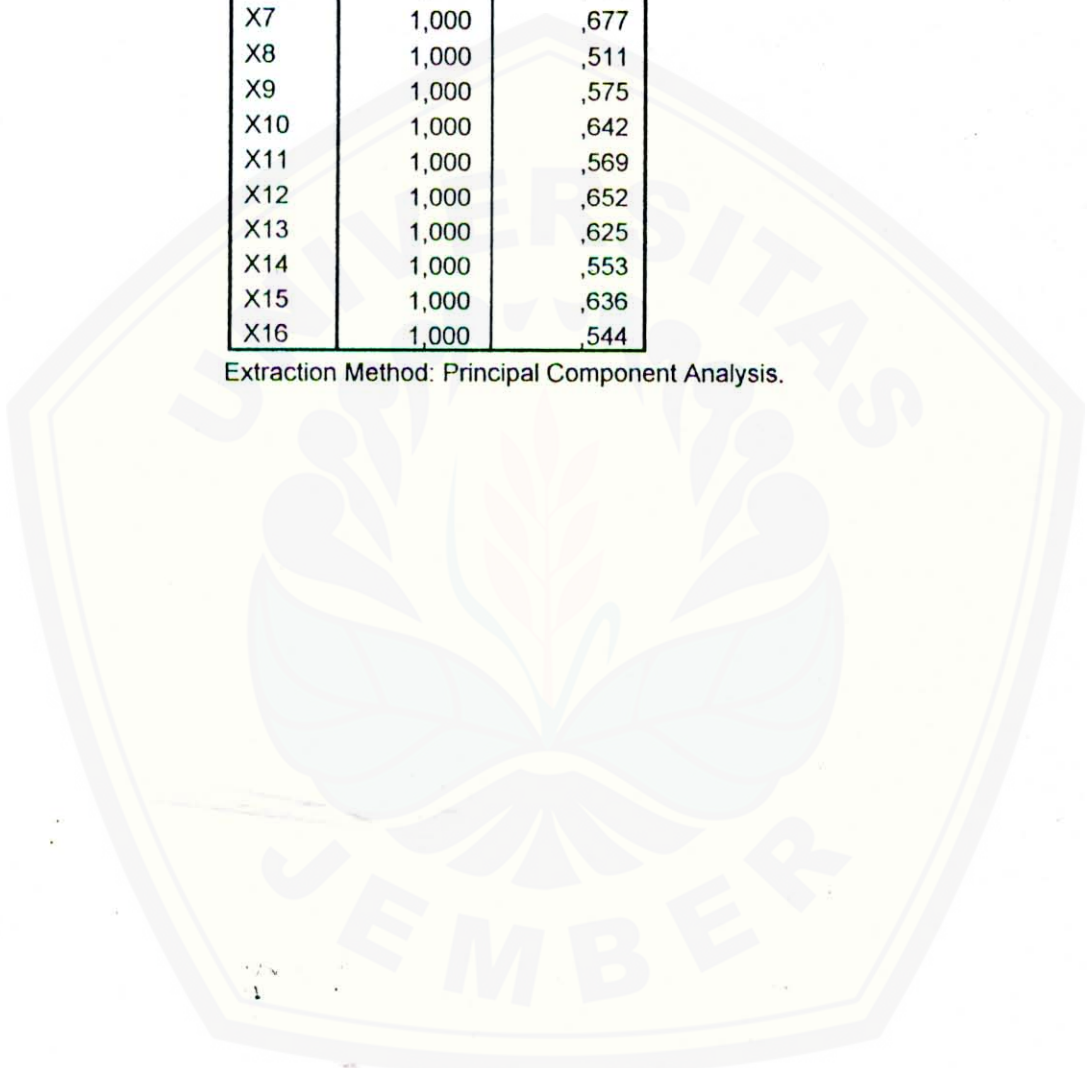 X7 1,000 ,677
X8 1,000 ,511
X9 1,000 ,575
X10 1,000 ,642
X11 1,000 ,569
X12 1,000 ,652
X13 1,000 ,625
X14 1,000 ,553
X15 1,000 ,636
X16 1,000 ,544
Extraction Method: Principal Component Analysis.
UNIVERSITAS
JEMBER